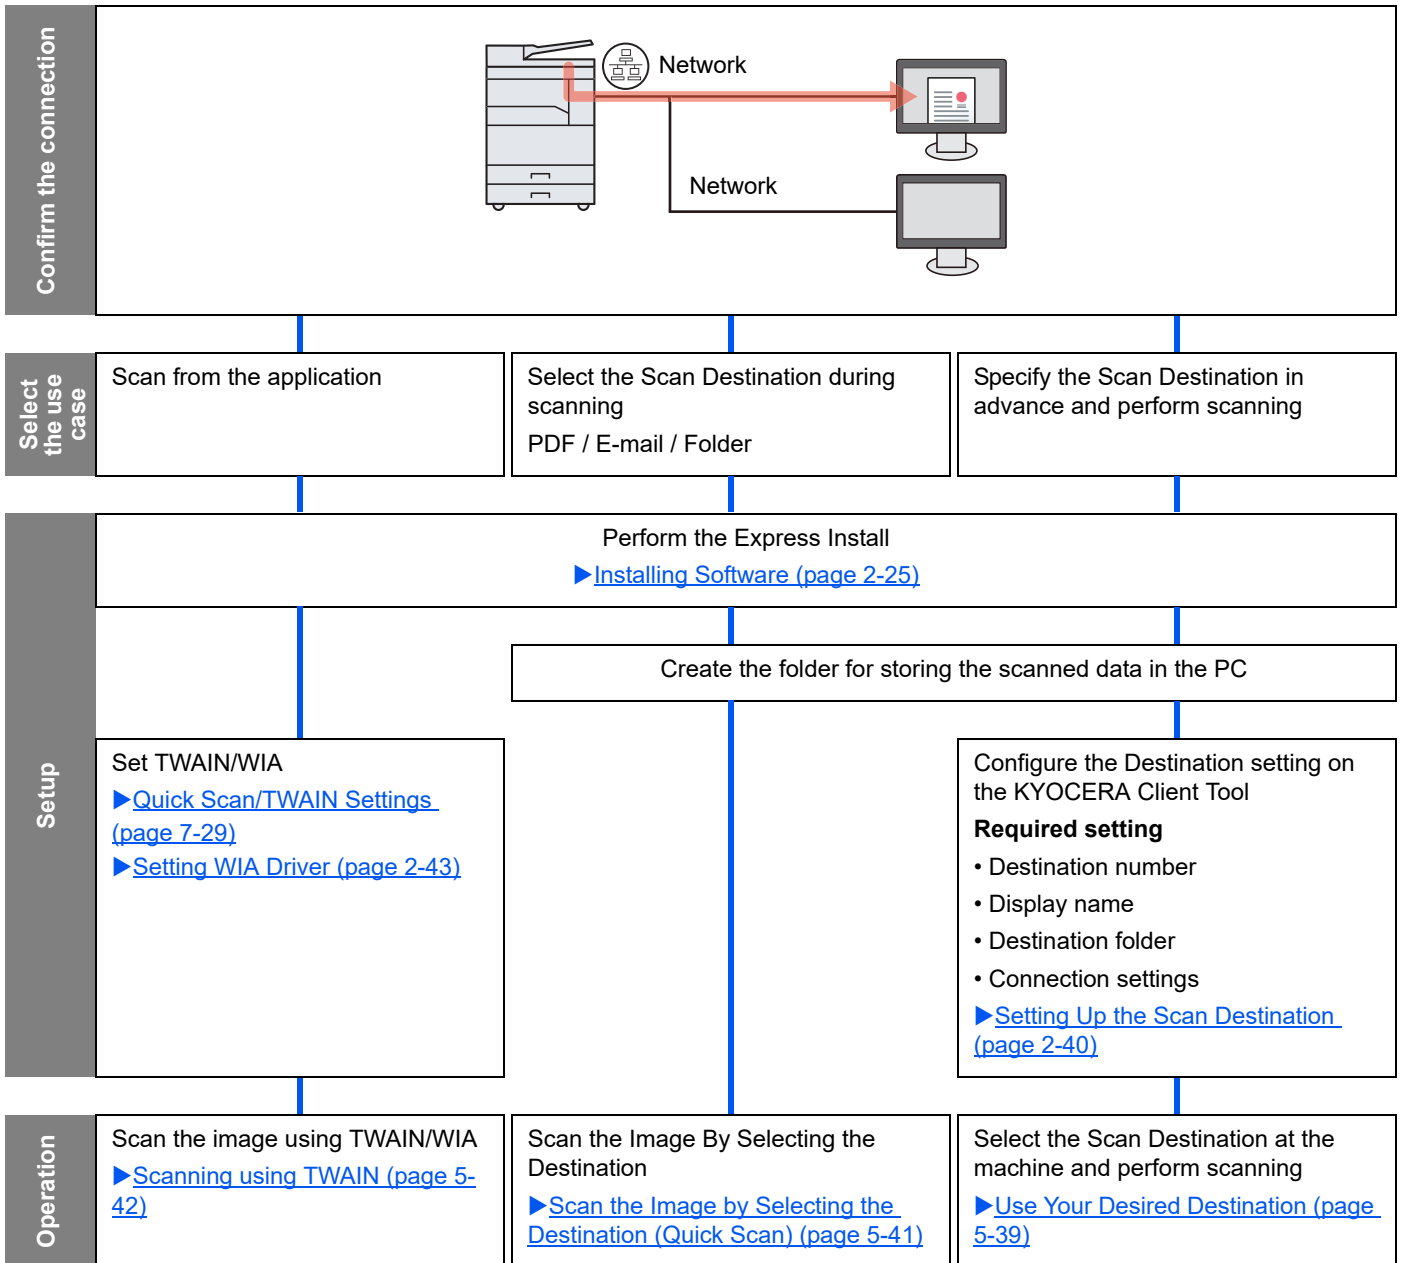 Confirm the connection
Network
Network
Select
the use
case
Scan from the application
Select the Scan Destination during
scanning
PDF / E-mail / Folder
Specify the Scan Destination in
advance and perform scanning
Setup
Perform the Express Install
▶Installing Software (page 2-25)
Create the folder for storing the scanned data in the PC
Set TWAIN/WIA
▶Quick Scan/TWAIN Settings
(page 7-29)
▶Setting WIA Driver (page 2-43)
Configure the Destination setting on
the KYOCERA Client Tool
Required setting
• Destination number
• Display name
• Destination folder
• Connection settings
▶Setting Up the Scan Destination
(page 2-40)
Operation
Scan the image using TWAIN/WIA
▶Scanning using TWAIN (page 5-
42)
Scan the Image By Selecting the
Destination
▶Scan the Image by Selecting the
Destination (Quick Scan) (page 5-41)
Select the Scan Destination at the
machine and perform scanning
▶Use Your Desired Destination (page
5-39)